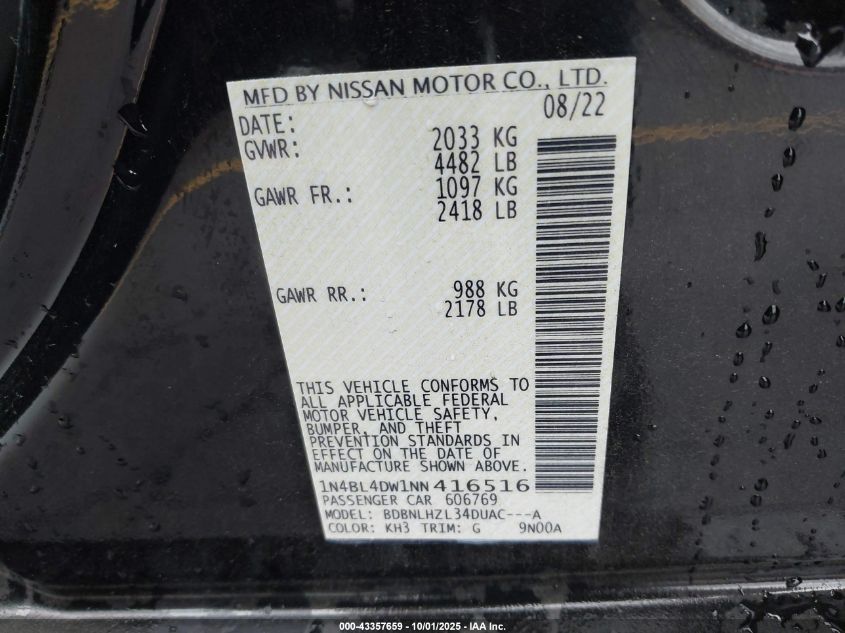 MFD BY NISSAN MOTOR CO., LTD.
DATE: 08/22
GVWR: 2033 KG
4482 LB
GAWR FR.: 1097 KG
2418 LB
GAWR RR.: 988 KG
2178 LB
THIS VEHICLE CONFORMS TO
ALL APPLICABLE FEDERAL
MOTOR VEHICLE SAFETY,
BUMPER, AND THEFT
PREVENTION STANDARDS IN
EFFECT ON THE DATE OF
MANUFACTURE SHOWN ABOVE.
1N4BL4DW1NN416516
PASSENGER CAR 606769
MODEL: BDBNLHZL34DUAC---A
COLOR: KH3 TRIM: G 9N00A
000-43357659 - 10/01/2025 - IAA Inc.